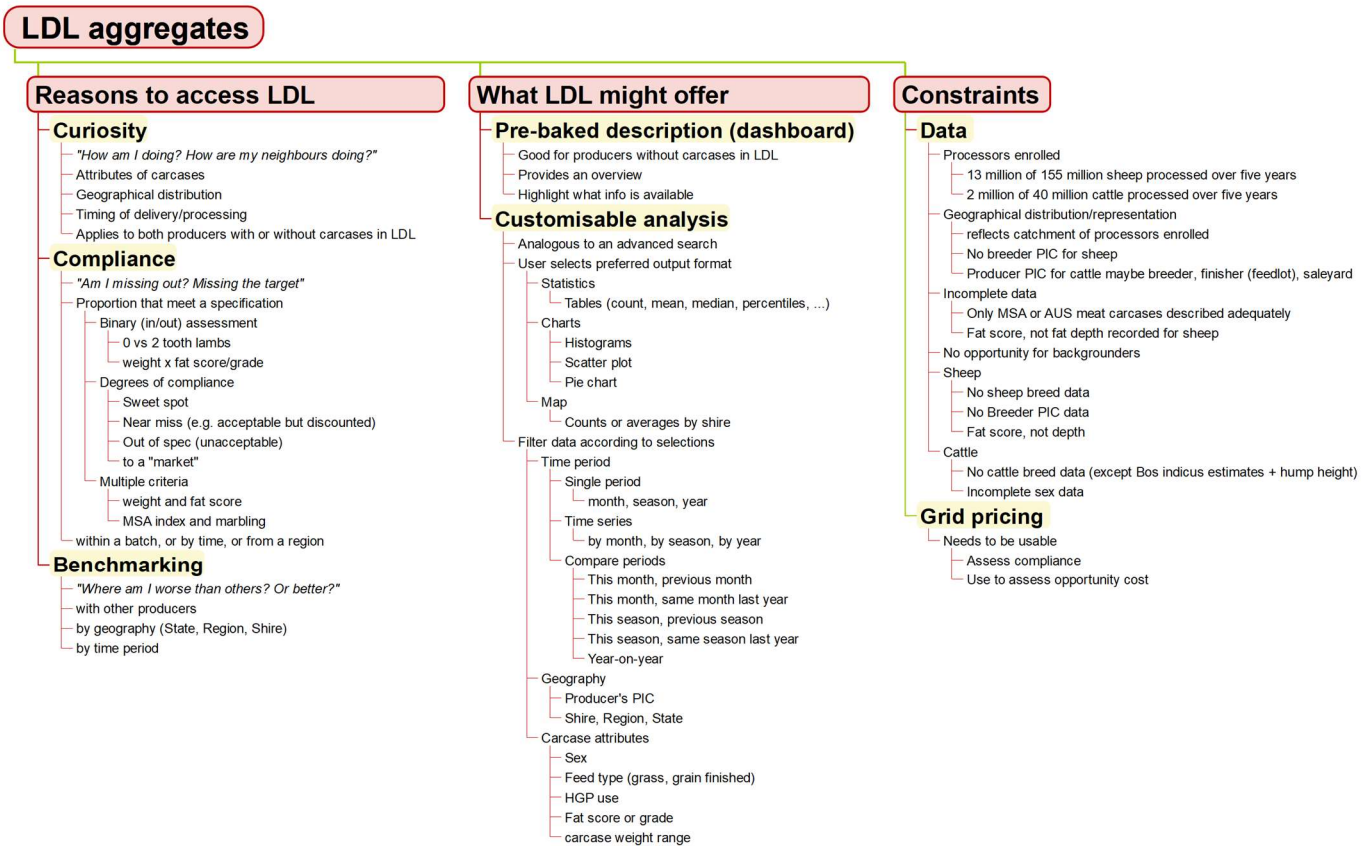 LDL aggregates
Reasons to access LDL
Curiosity
"How am I doing? How are my neighbours doing?"
Attributes of carcases
Geographical distribution
Timing of delivery/processing
Applies to both producers with or without carcases in LDL
Compliance
"Am I missing out? Missing the target"
Proportion that meet a specification
Binary (in/out) assessment
0 vs 2 tooth lambs
weight x fat score/grade
Degrees of compliance
Sweet spot
Near miss (e.g. acceptable but discounted)
Out of spec (unacceptable)
to a "market"
Multiple criteria
weight and fat score
MSA index and marbling
within a batch, or by time, or from a region
Benchmarking
"Where am I worse than others? Or better?"
with other producers
by geography (State, Region, Shire)
by time period
What LDL might offer
Pre-baked description (dashboard)
Good for producers without carcases in LDL
Provides an overview
Highlight what info is available
Customisable analysis
Analogous to an advanced search
User selects preferred output format
Statistics
Tables (count, mean, median, percentiles, ...)
Charts
Histograms
Scatter plot
Pie chart
Map
Counts or averages by shire
Filter data according to selections
Time period
Single period
month, season, year
Time series
by month, by season, by year
Compare periods
This month, previous month
This month, same month last year
This season, previous season
This season, same season last year
Year-on-year
Geography
Producer's PIC
Shire, Region, State
Carcase attributes
Sex
Feed type (grass, grain finished)
HGP use
Fat score or grade
carcase weight range
Constraints
Data
Processors enrolled
13 million of 155 million sheep processed over five years
2 million of 40 million cattle processed over five years
Geographical distribution/representation
reflects catchment of processors enrolled
No breeder PIC for sheep
Producer PIC for cattle maybe breeder, finisher (feedlot), saleyard
Incomplete data
Only MSA or AUS meat carcases described adequately
Fat score, not fat depth recorded for sheep
No opportunity for backgrounders
Sheep
No sheep breed data
No Breeder PIC data
Fat score, not depth
Cattle
No cattle breed data (except Bos indicus estimates + hump height)
Incomplete sex data
Grid pricing
Needs to be usable
Assess compliance
Use to assess opportunity cost